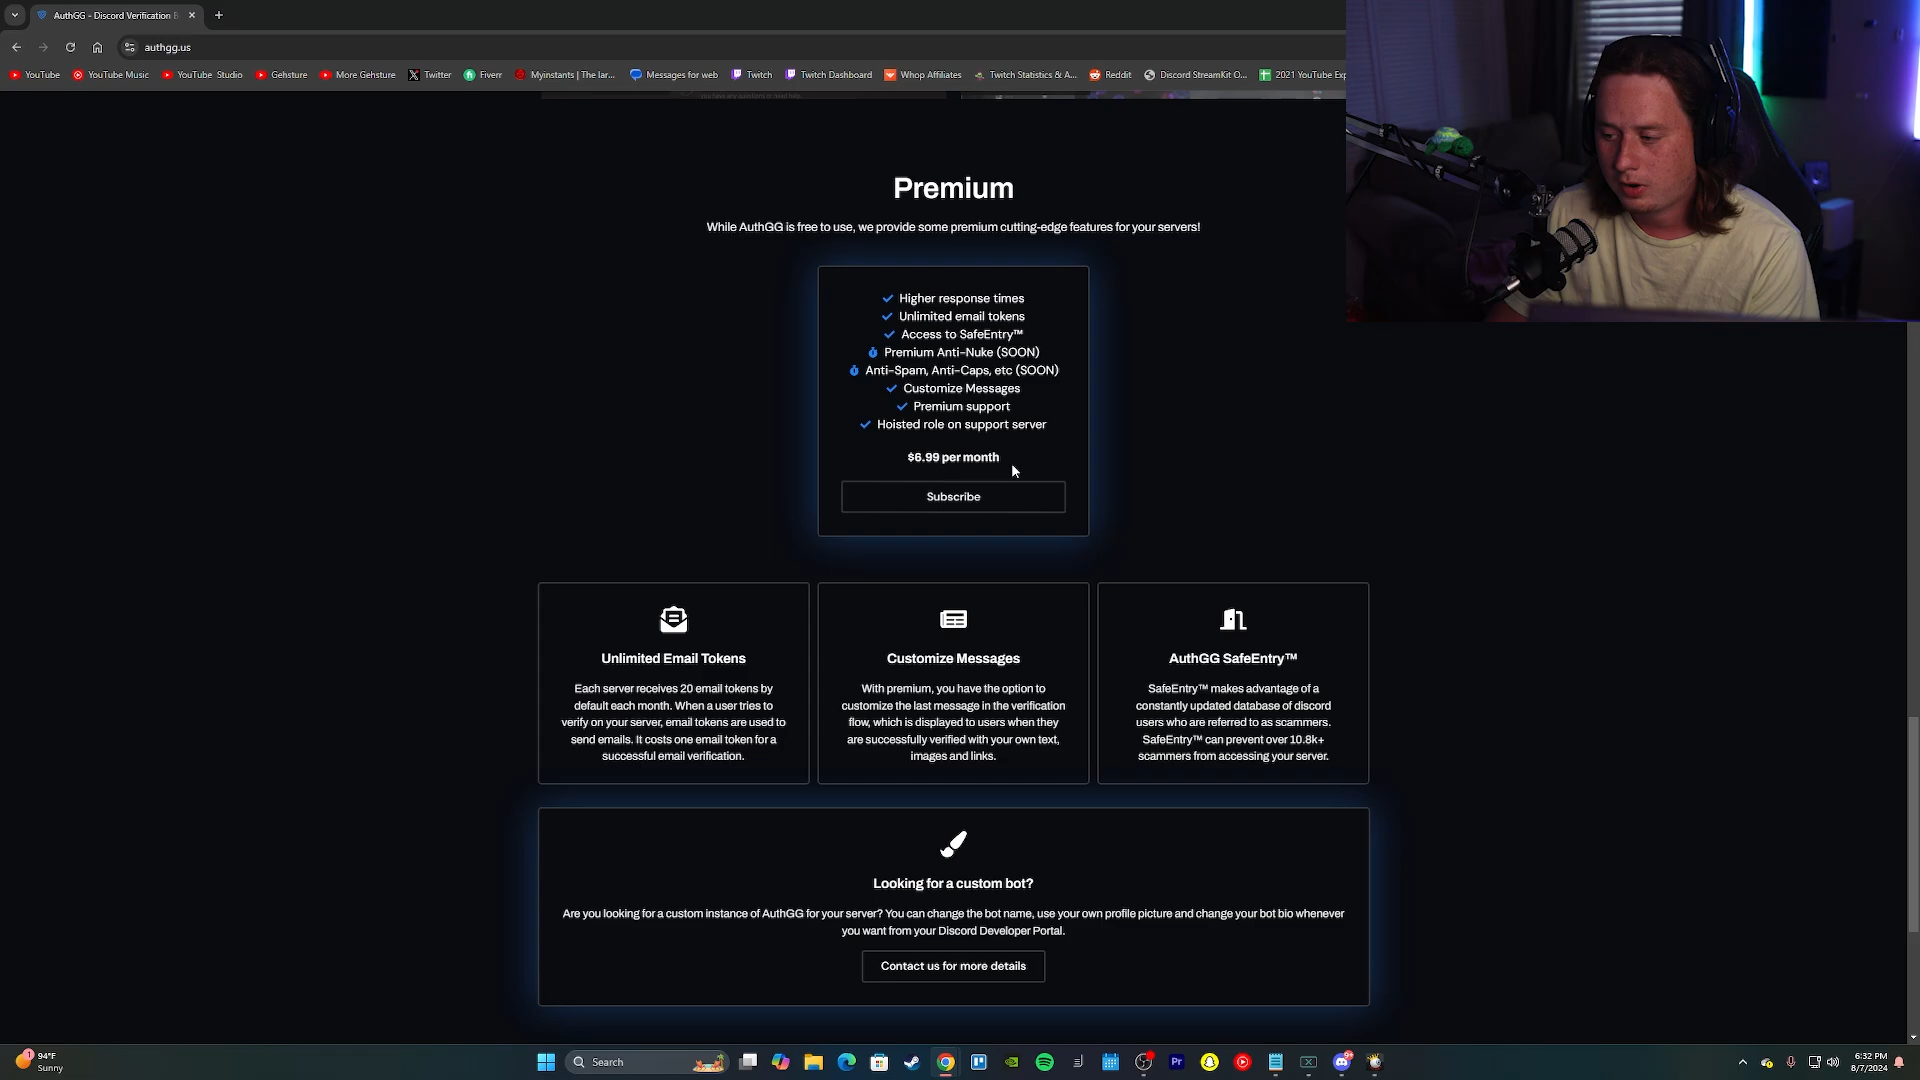 AuthGG - Discord Verification B
authgg.us
YouTube
YouTube Music
YouTube Studio
Gehsture
More Gehsture
Twitter
Fiverr
Myinstants | The lar...
Messages for web
Twitch
Twitch Dashboard
Whop Affiliates
Twitch Statistics & A...
Reddit
Discord StreamKit O...
2021 YouTube Exp
Premium
While AuthGG is free to use, we provide some premium cutting-edge features for your servers!
Higher response times
Unlimited email tokens
Access to SafeEntry™
Premium Anti-Nuke (SOON)
Anti-Spam, Anti-Caps, etc (SOON)
Customize Messages
Premium support
Hoisted role on support server
$6.99 per month
Subscribe
Unlimited Email Tokens
Each server receives 20 email tokens by
default each month. When a user tries to
verify on your server, email tokens are used to
send emails. It costs one email token for a
successful email verification.
Customize Messages
With premium, you have the option to
customize the last message in the verification
flow, which is displayed to users when they
are successfully verified with your own text,
images and links.
AuthGG SafeEntry™
SafeEntry™ makes advantage of a
constantly updated database of discord
users who are referred to as scammers.
SafeEntry™ can prevent over 10.8k+
scammers from accessing your server.
Looking for a custom bot?
Are you looking for a custom instance of AuthGG for your server? You can change the bot name, use your own profile picture and change your bot bio whenever
you want from your Discord Developer Portal.
Contact us for more details
1
94°F
Sunny
Search
Pr
9+
6:32 PM
8/7/2024